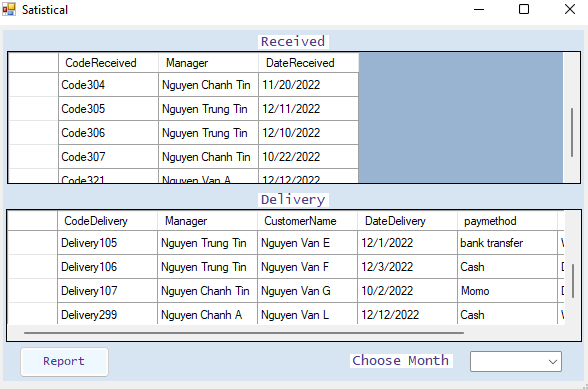 Satistical
Received
CodeReceived Manager DateReceived
Code304 Nguyen Chanh Tin 11/20/2022
Code305 Nguyen Trung Tin 12/11/2022
Code306 Nguyen Trung Tin 12/10/2022
Code307 Nguyen Chanh Tin 10/22/2022
Code321 Nguyen Van A 12/12/2022
Delivery
CodeDelivery Manager CustomerName DateDelivery paymethod
Delivery105 Nguyen Trung Tin Nguyen Van E 12/1/2022 bank transfer
Delivery106 Nguyen Trung Tin Nguyen Van F 12/3/2022 Cash
Delivery107 Nguyen Chanh Tin Nguyen Van G 10/2/2022 Momo
Delivery299 Nguyen Chanh A Nguyen Van L 12/12/2022 Cash
Report Choose Month